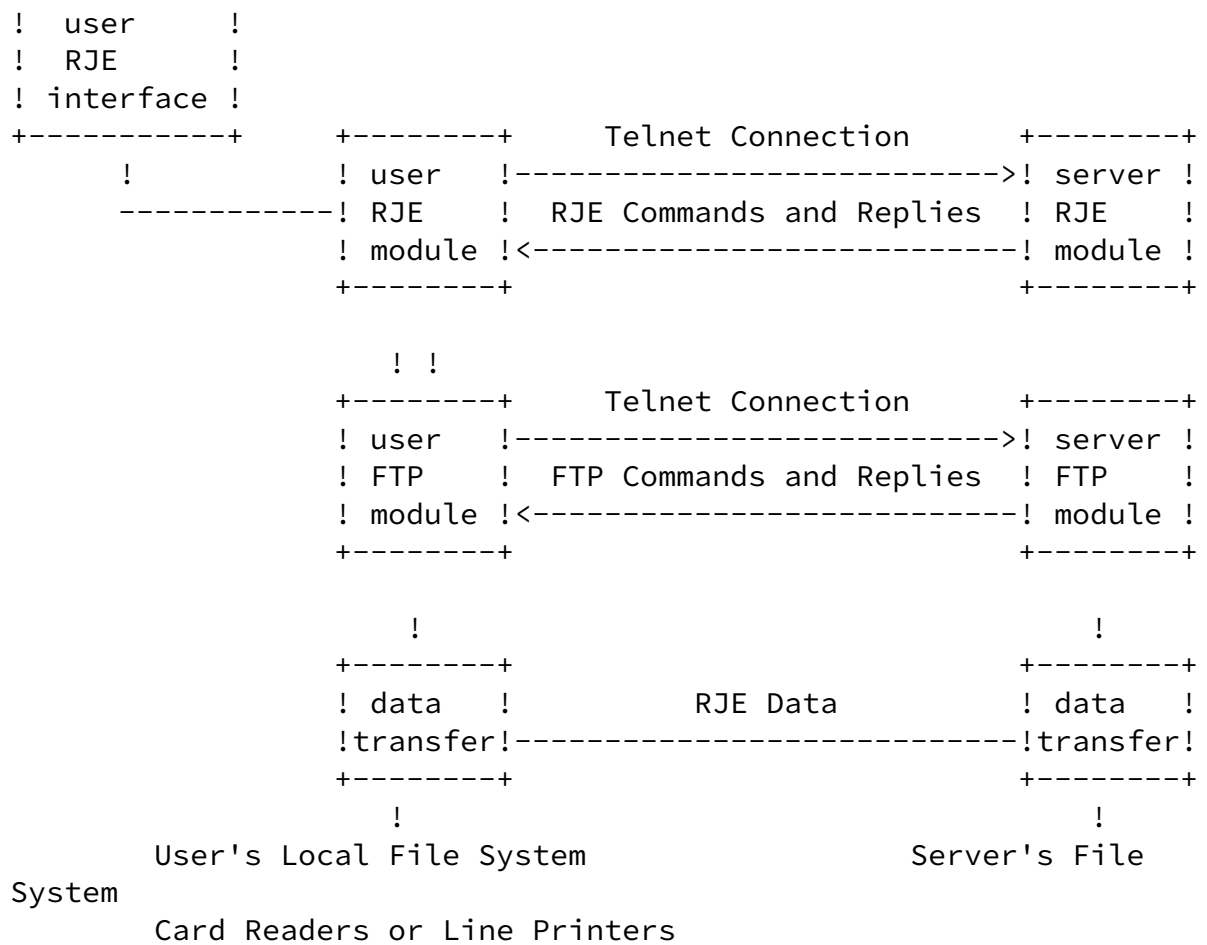 !  user     !
!  RJE      !
! interface !
+-----------+     +--------+     Telnet Connection      +--------+
      !           ! user   !--------------------------->! server !
      ------------! RJE    !  RJE Commands and Replies  ! RJE    !
                  ! module !<---------------------------! module !
                  +--------+                            +--------+
                     ! !
                  +--------+     Telnet Connection      +--------+
                  ! user   !--------------------------->! server !
                  ! FTP    !  FTP Commands and Replies  ! FTP    !
                  ! module !<---------------------------! module !
                  +--------+                            +--------+
                      !                                     !
                  +--------+                            +--------+
                  ! data   !          RJE Data          ! data   !
                  !transfer!----------------------------!transfer!
                  +--------+                            +--------+
                     !                                      !
        User's Local File System                  Server's File
System
        Card Readers or Line Printers